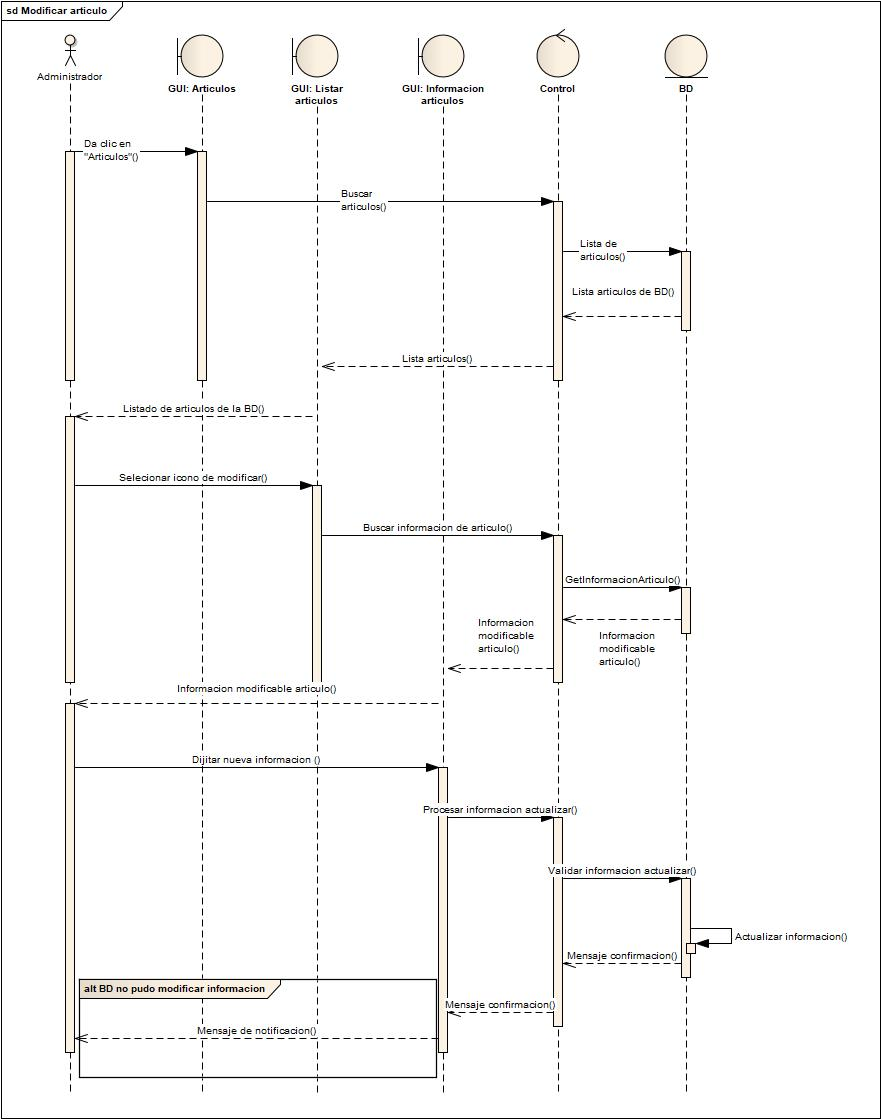 sd Modificar articulo
Administrador
GUI: Articulos
GUI: Listar
articulos
GUI: Informacion
articulos
Control
BD
Da clic en
"Articulos"()
Buscar
articulos()
Lista de
articulos()
Lista articulos de BD()
Lista articulos()
Listado de articulos de la BD()
Selecionar icono de modificar()
Buscar informacion de articulo()
GetInformacionArticulo()
Informacion
modificable
articulo()
Informacion
modificable
articulo()
Informacion modificable articulo()
Dijitar nueva informacion ()
Procesar informacion actualizar()
Validar informacion actualizar()
Actualizar informacion()
Mensaje confirmacion()
alt BD no pudo modificar informacion
Mensaje confirmacion()
Mensaje de notificacion()